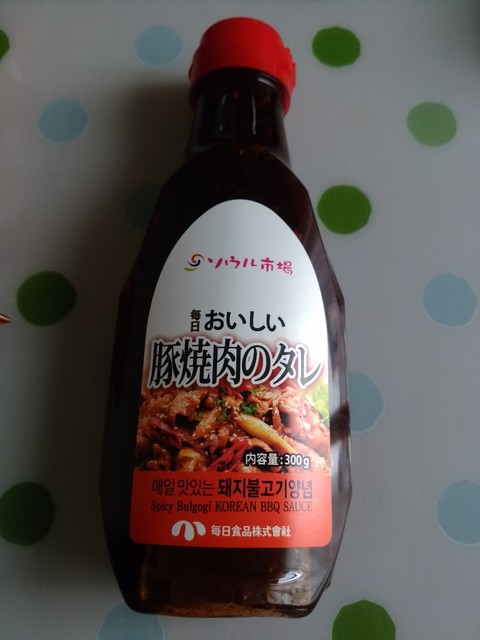 ソウル市場
毎日おいしい
豚焼肉のタレ
内容量:300g
매일 맛있는 돼지불고기양념
Spicy Bulgogi KOREAN BBQ SAUCE
毎日食品株式會社